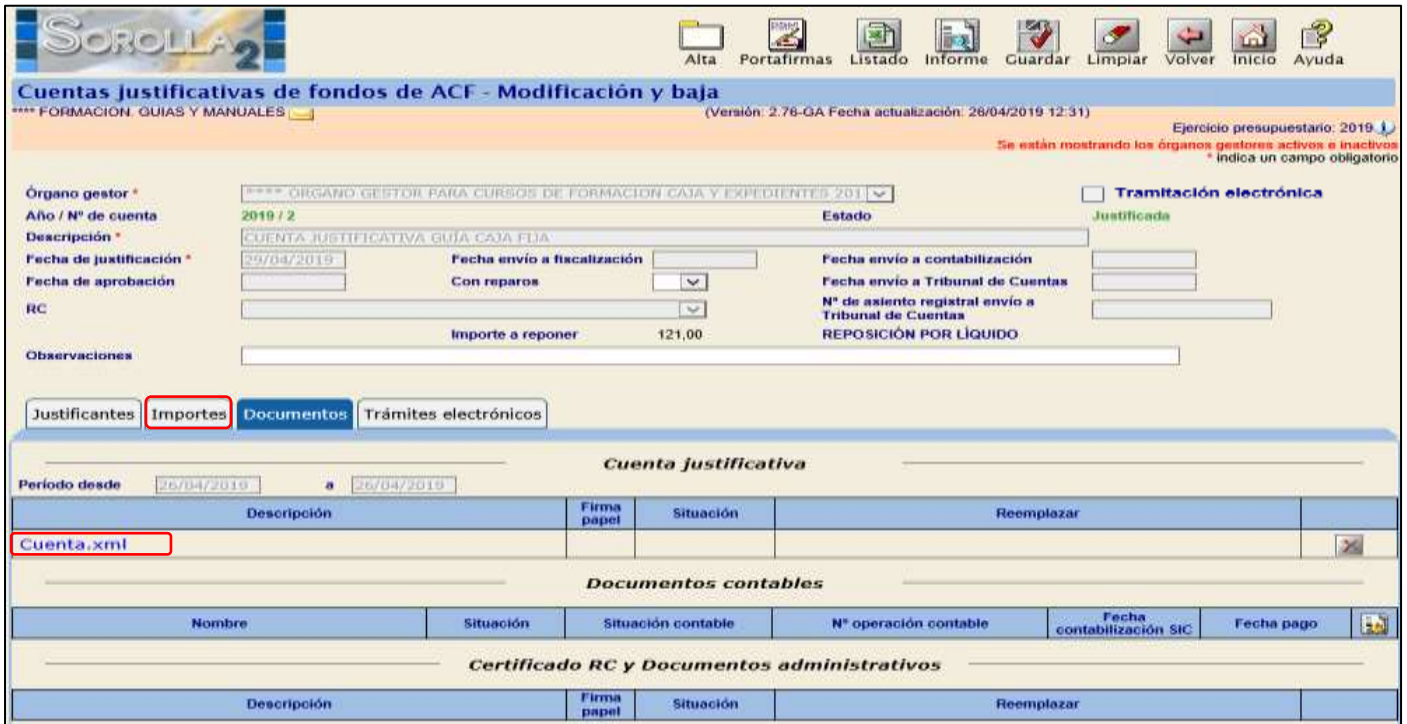 SOROLLA2
Alta Portafirmas Listado Informe Guardar Limpiar Volver Inicio Ayuda
Cuentas justificativas de fondos de ACF - Modificación y baja
**** FORMACION. GUIAS Y MANUALES (Versión: 2.76-GA Fecha actualización: 26/04/2019 12:31)
Ejercicio presupuestario: 2019
Se están mostrando los órganos gestores activos e inactivos
* indica un campo obligatorio
Órgano gestor * **** ÓRGANO GESTOR PARA CURSOS DE FORMACION CAJA Y EXPEDIENTES 201 Tramitación electrónica
Año / Nº de cuenta 2019 / 2 Estado Justificada
Descripción * CUENTA JUSTIFICATIVA GUÍA CAJA FIJA
Fecha de justificación * 29/04/2019 Fecha envío a fiscalización Fecha envío a contabilización
Fecha de aprobación Con reparos Fecha envío a Tribunal de Cuentas
RC Nº de asiento registral envío a
Tribunal de Cuentas
Importe a reponer 121,00 REPOSICIÓN POR LÍQUIDO
Observaciones
Justificantes Importes Documentos Trámites electrónicos
Cuenta justificativa
Período desde 26/04/2019 a 26/04/2019
Descripción Firma papel Situación Reemplazar
Cuenta.xml
Documentos contables
Nombre Situación Situación contable Nº operación contable Fecha contabilización SIC Fecha pago
Certificado RC y Documentos administrativos
Descripción Firma papel Situación Reemplazar